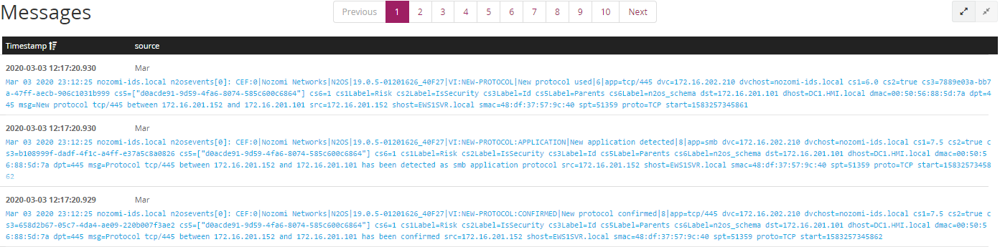 Messages
Previous 1 2 3 4 5 6 7 8 9 10 Next
Timestamp source
2020-03-03 12:17:20.930 Mar
Mar 03 2020 23:12:25 nozomi-ids.local n2osevents[0]: CEF:0|Nozomi Networks|N2OS|19.0.5-01201626_40F27|VI:NEW-PROTOCOL|New protocol used|6|app=tcp/445 dvc=172.16.202.210 dvchost=nozomi-ids.local cs1=6.0 cs2=true cs3=7889e03a-bb7
a-47ff-aecb-906c1031b999 cs5=["d0acde91-9d59-4fa6-8074-585c600c6864"] cs6=1 cs1Label=Risk cs2Label=IsSecurity cs3Label=Id cs5Label=Parents cs6Label=n2os_schema dst=172.16.201.101 dhost=DC1.HMI.local dmac=00:50:56:88:5d:7a dpt=4
45 msg=New protocol tcp/445 between 172.16.201.152 and 172.16.201.101 src=172.16.201.152 shost=EWS1SVR.local smac=48:df:37:57:9c:40 spt=51359 proto=TCP start=1583257345861
2020-03-03 12:17:20.930 Mar
Mar 03 2020 23:12:25 nozomi-ids.local n2osevents[0]: CEF:0|Nozomi Networks|N2OS|19.0.5-01201626_40F27|VI:NEW-PROTOCOL:APPLICATION|New application detected|8|app=smb dvc=172.16.202.210 dvchost=nozomi-ids.local cs1=7.5 cs2=true c
s3=b108999f-dadf-4f1c-a4ff-e37a5c8a0826 cs5=["d0acde91-9d59-4fa6-8074-585c600c6864"] cs6=1 cs1Label=Risk cs2Label=IsSecurity cs3Label=Id cs5Label=Parents cs6Label=n2os_schema dst=172.16.201.101 dhost=DC1.HMI.local dmac=00:50:5
6:88:5d:7a dpt=445 msg=Protocol tcp/445 between 172.16.201.152 and 172.16.201.101 has been detected as smb application protocol src=172.16.201.152 shost=EWS1SVR.local smac=48:df:37:57:9c:40 spt=51359 proto=TCP start=15832573458
62
2020-03-03 12:17:20.929 Mar
Mar 03 2020 23:12:25 nozomi-ids.local n2osevents[0]: CEF:0|Nozomi Networks|N2OS|19.0.5-01201626_40F27|VI:NEW-PROTOCOL:CONFIRMED|New protocol confirmed|8|app=tcp/445 dvc=172.16.202.210 dvchost=nozomi-ids.local cs1=7.5 cs2=true c
s3=658d2b67-05c7-4da4-ae09-220b007f3ae2 cs5=["d0acde91-9d59-4fa6-8074-585c600c6864"] cs6=1 cs1Label=Risk cs2Label=IsSecurity cs3Label=Id cs5Label=Parents cs6Label=n2os_schema dst=172.16.201.101 dhost=DC1.HMI.local dmac=00:50:5
6:88:5d:7a dpt=445 msg=Protocol tcp/445 between 172.16.201.152 and 172.16.201.101 has been confirmed src=172.16.201.152 shost=EWS1SVR.local smac=48:df:37:57:9c:40 spt=51359 proto=TCP start=1583257345862